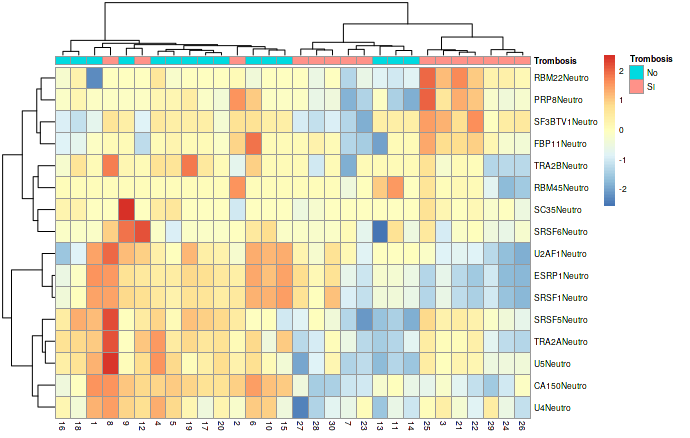 Trombosis
RBM22Neutro
PRP8Neutro
SF3BTV1Neutro
FBP11Neutro
TRA2BNeutro
RBM45Neutro
SC35Neutro
SRSF6Neutro
U2AF1Neutro
ESRP1Neutro
SRSF1Neutro
SRSF5Neutro
TRA2ANeutro
U5Neutro
CA150Neutro
U4Neutro
16 18 1 8 9 12 4 5 19 17 20 2 6 10 15 27 28 30 7 23 13 11 14 25 3 21 22 29 24 26
2
1
0
-1
-2
Trombosis
No
SI